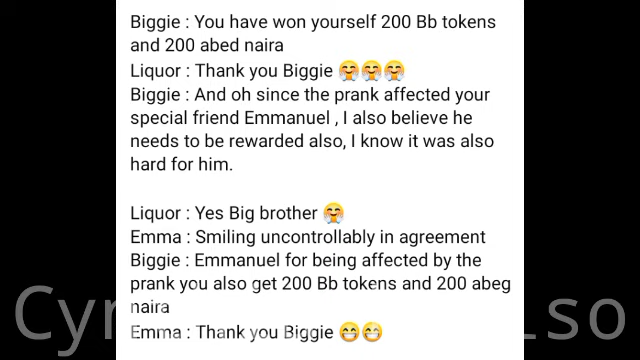 Biggie : You have won yourself 200 Bb tokens
and 200 abed naira
Liquor : Thank you Biggie 🤗🤗🤗
Biggie : And oh since the prank affected your
special friend Emmanuel , I also believe he
needs to be rewarded also, I know it was also
hard for him.
Liquor : Yes Big brother 🤗
Emma : Smiling uncontrollably in agreement
Biggie : Emmanuel for being affected by the
prank you also get 200 Bb tokens and 200 abeg
naira
Emma : Thank you Biggie 😁😁